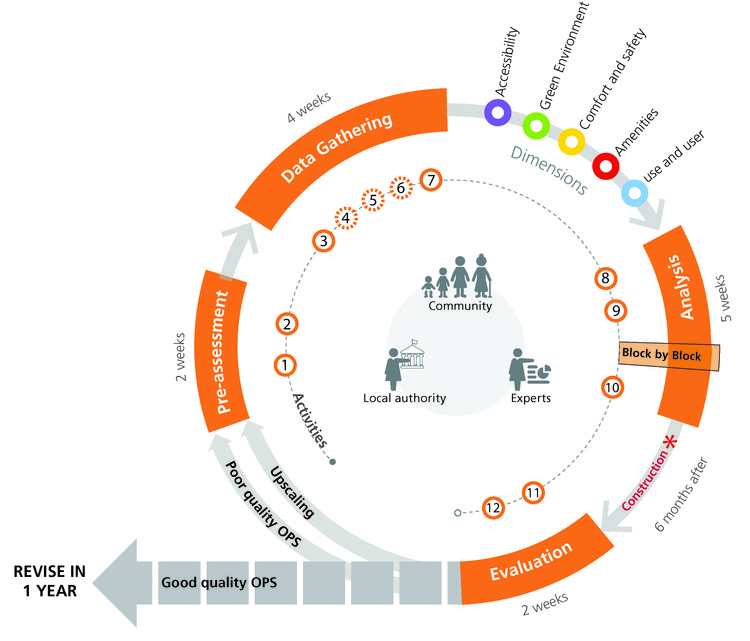 Accessibility
Green Environment
Comfort and safety
Amenities
use and user
Dimensions
4 weeks
Data Gathering
7
6
5
4
3
2
1
Activities
2 weeks
Pre-assessment
Community
Local authority
Experts
8
9
10
11
12
Analysis
5 weeks
Block by Block
Construction *
6 months after
Evaluation
2 weeks
Upscaling
Poor quality OPS
Good quality OPS
REVISE IN
1 YEAR